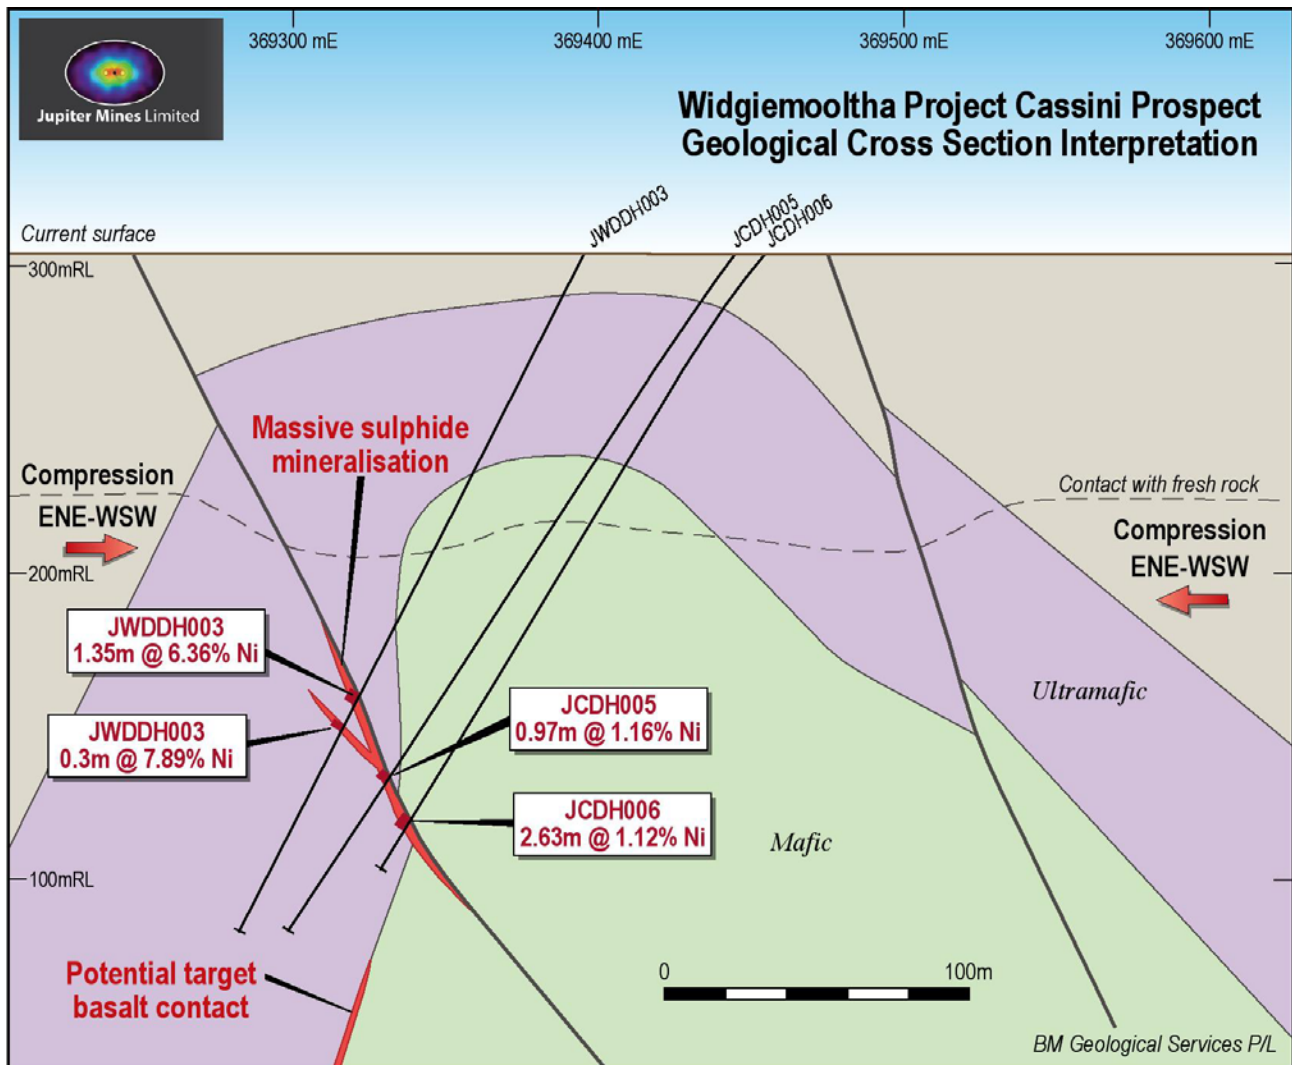 369300 mE
369400 mE
369500 mE
369600 mE
Jupiter Mines Limited
Widgiemooltha Project Cassini Prospect
Geological Cross Section Interpretation
JWDDH003
JCDH005
JCDH006
Current surface
300mRL
Massive sulphide
mineralisation
Compression
ENE-WSW
Contact with fresh rock
Compression
ENE-WSW
200mRL
JWDDH003
1.35m @ 6.36% Ni
JWDDH003
0.3m @ 7.89% Ni
JCDH005
0.97m @ 1.16% Ni
Ultramafic
JCDH006
2.63m @ 1.12% Ni
Mafic
100mRL
Potential target
basalt contact
0
100m
BM Geological Services P/L